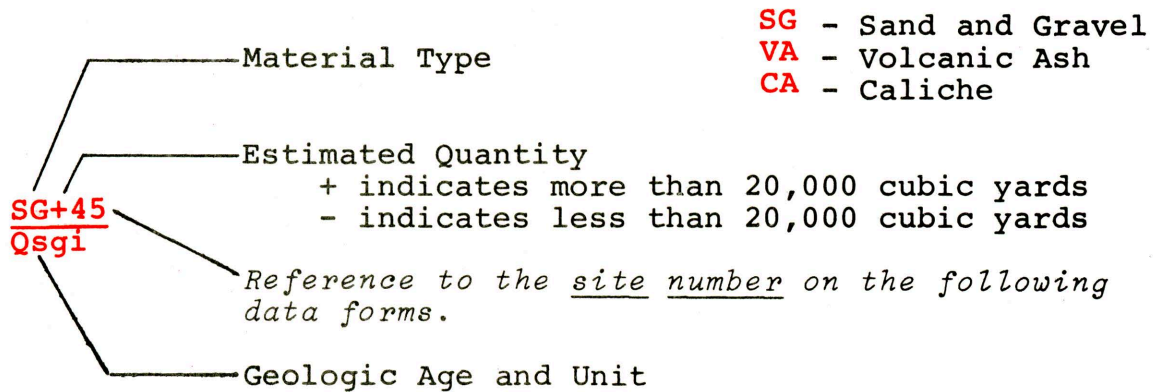 SG - Sand and Gravel
VA - Volcanic Ash
CA - Caliche
Material Type
Estimated Quantity
+ indicates more than 20,000 cubic yards
- indicates less than 20,000 cubic yards
SG+45
Qsgi
Reference to the site number on the following
data forms.
Geologic Age and Unit